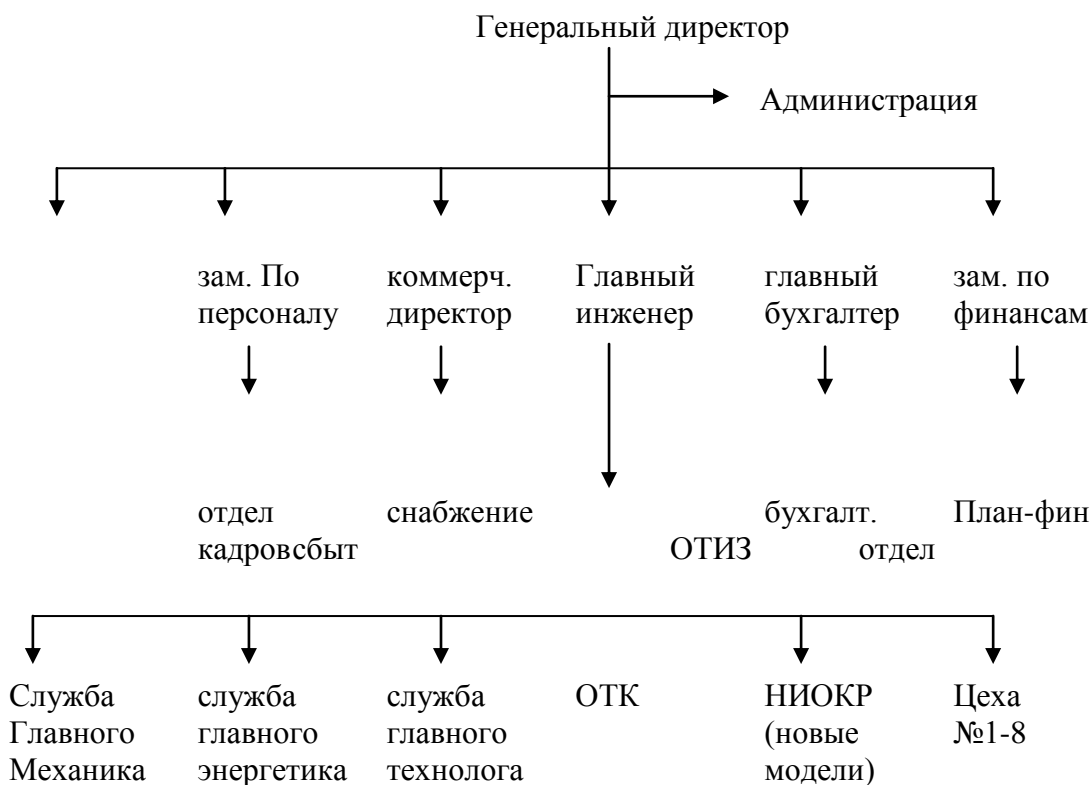 Генеральный директор
Администрация
зам. По коммерч. Главный главный зам. по
персоналу директор инженер бухгалтер финансам
отдел снабжение бухгалт. План-фин
кадровсбыт ОТИЗ отдел
Служба служба служба ОТК НИОКР Цеха
Главного главного главного (новые №1-8
Механика энергетика технолога модели)